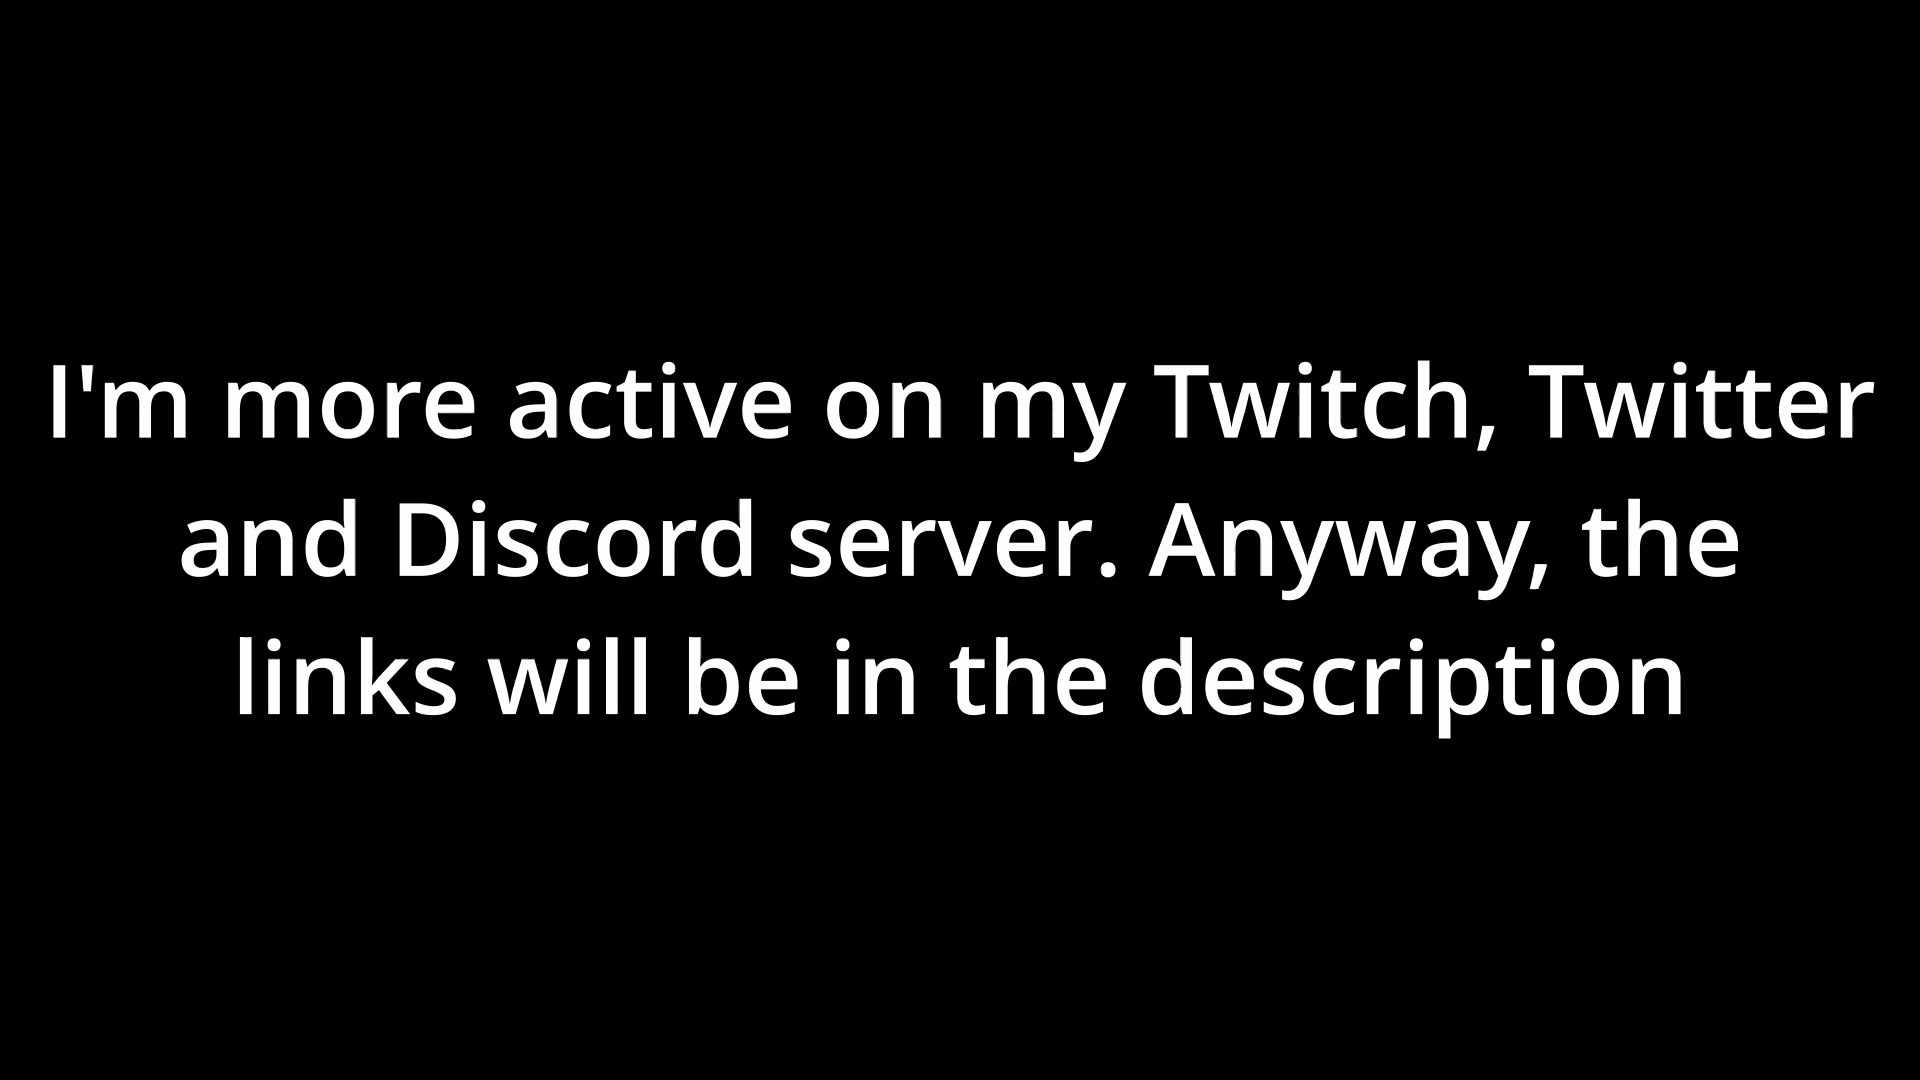 I'm more active on my Twitch, Twitter
and Discord server. Anyway, the
links will be in the description